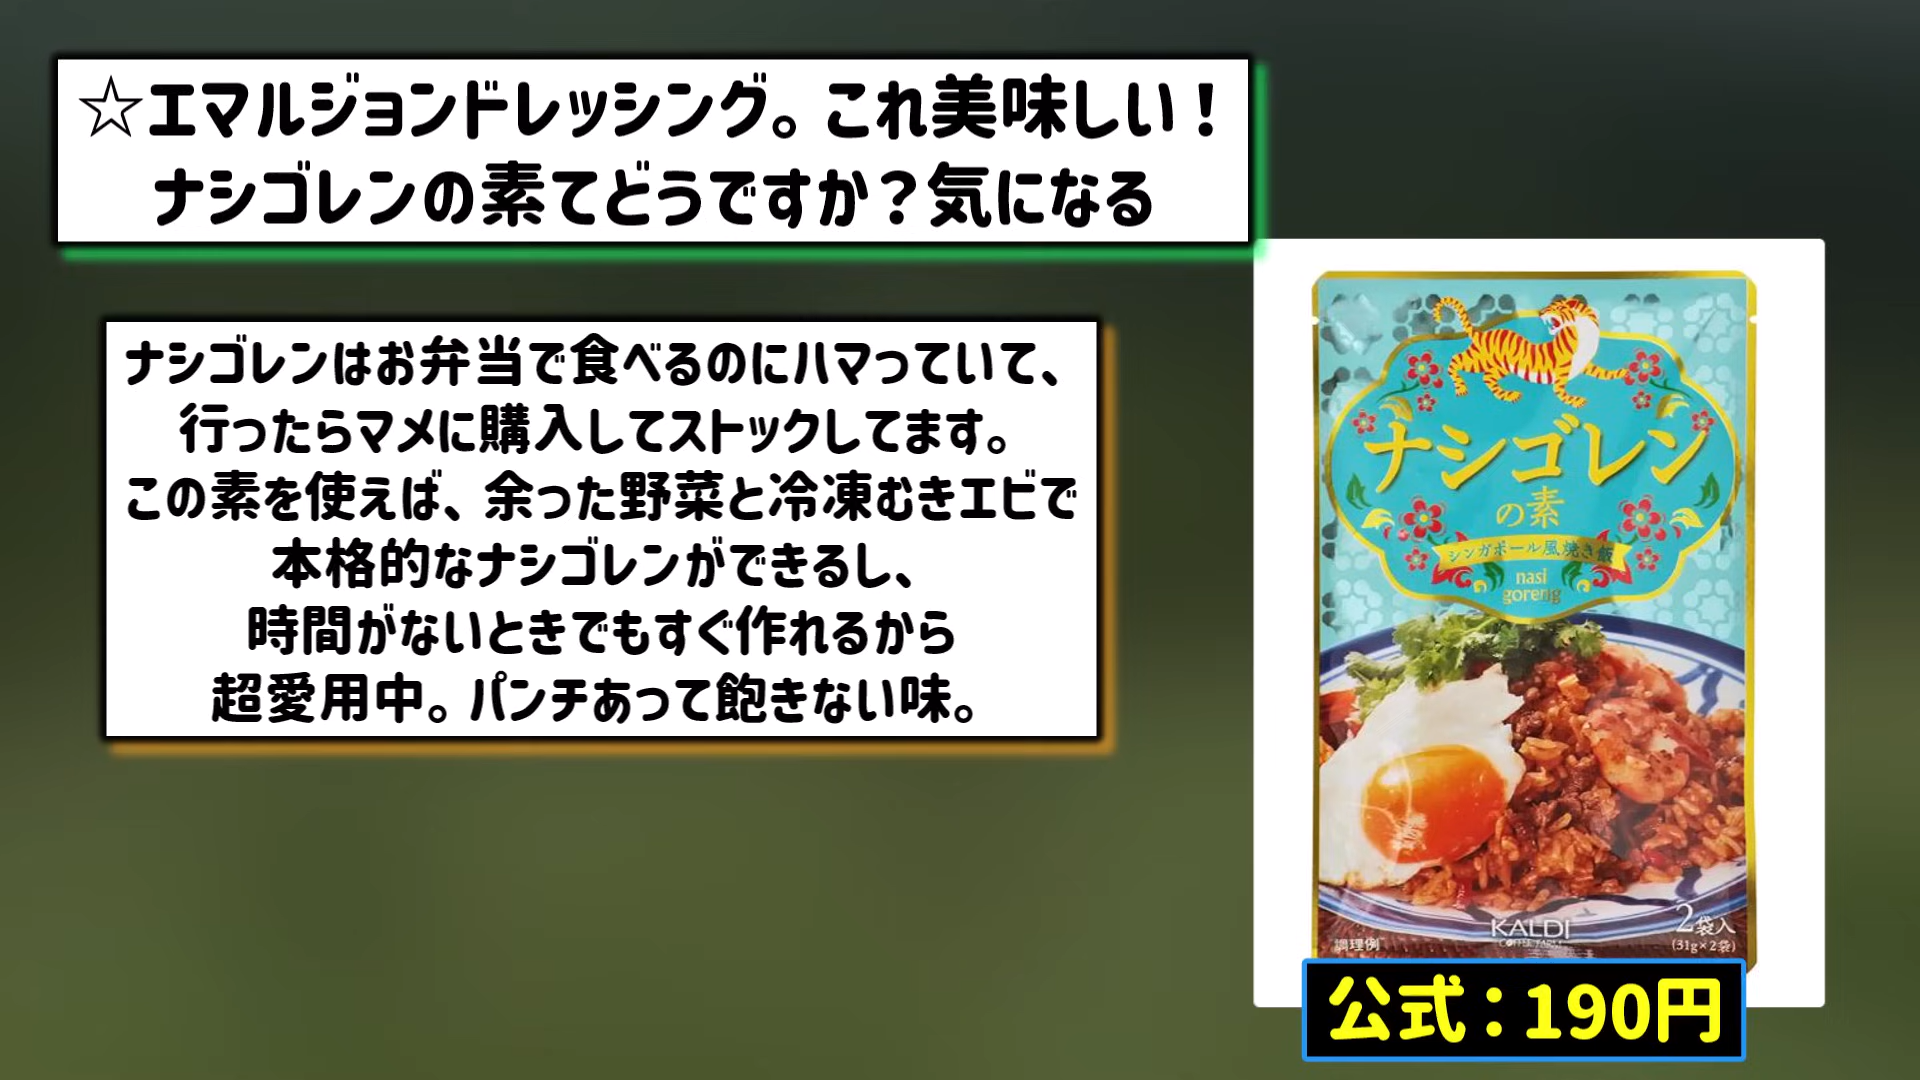 ☆エマルジョンドレッシング。これ美味しい！
ナシゴレンの素てどうですか？気になる
ナシゴレンはお弁当で食べるのにハマっていて、
行ったらマメに購入してストックしてます。
この素を使えば、余った野菜と冷凍むきエビで
本格的なナシゴレンができるし、
時間がないときでもすぐ作れるから
超愛用中。パンチあって飽きない味。
ナシゴレン
の素
シンガポール風焼き飯
nasi
goreng
KALDI
COFFEE FARM
調理例
2袋入
(31g×2袋)
公式：190円